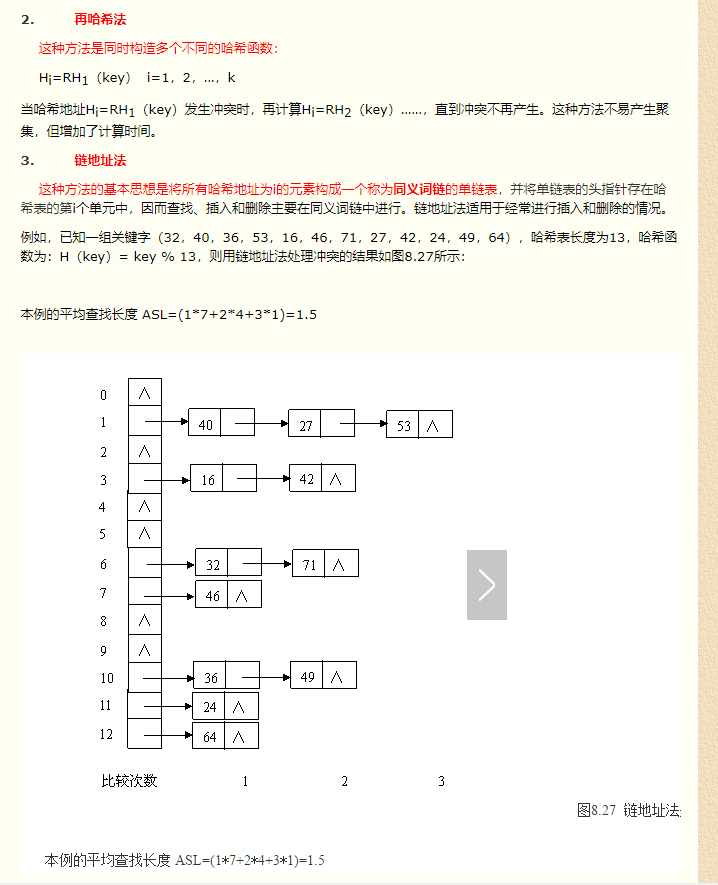 2. 再哈希法
这种方法是同时构造多个不同的哈希函数：
Hi=RH1（key） i=1，2，…，k
当哈希地址Hi=RH1（key）发生冲突时，再计算Hi=RH2（key）……，直到冲突不再产生。这种方法不易产生聚
集，但增加了计算时间。
3. 链地址法
这种方法的基本思想是将所有哈希地址为i的元素构成一个称为同义词链的单链表，并将单链表的头指针存在哈
希表的第i个单元中，因而查找、插入和删除主要在同义词链中进行。链地址法适用于经常进行插入和删除的情况。
例如，已知一组关键字（32，40，36，53，16，46，71，27，42，24，49，64），哈希表长度为13，哈希函
数为：H（key）= key % 13，则用链地址法处理冲突的结果如图8.27所示：
本例的平均查找长度 ASL=(1*7+2*4+3*1)=1.5
0 ∧
1 40 27 53 ∧
2 ∧
3 16 42 ∧
4 ∧
5 ∧
6 32 71 ∧
7 46 ∧
8 ∧
9 ∧
10 36 49 ∧
11 24 ∧
12 64 ∧
比较次数 1 2 3
图8.27 链地址法
本例的平均查找长度 ASL=(1*7+2*4+3*1)=1.5